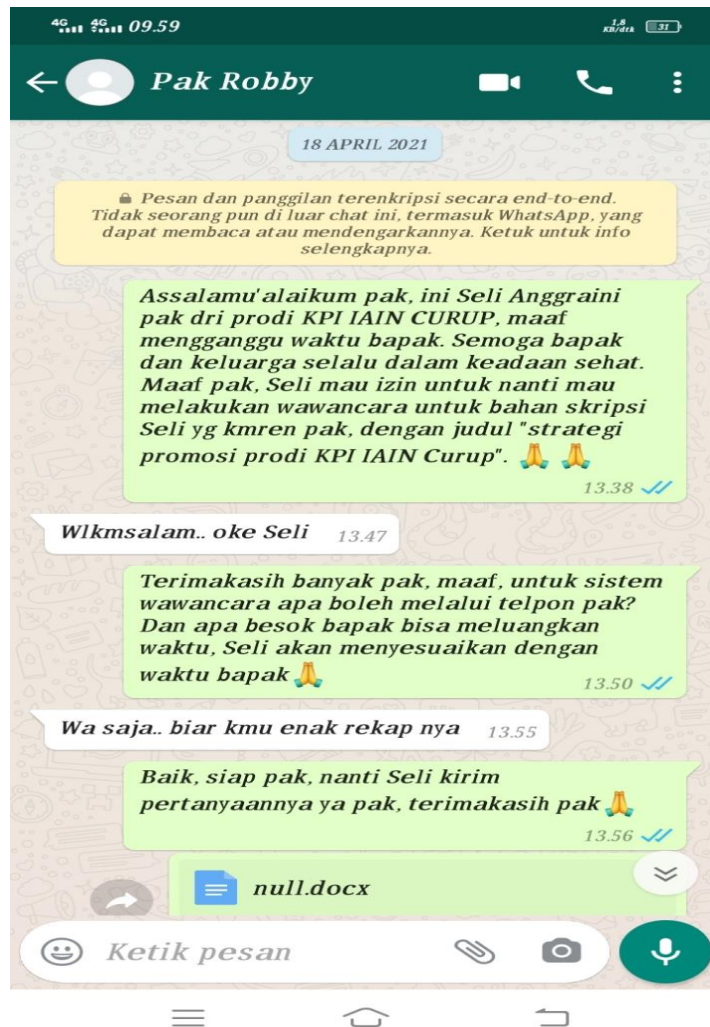 4G 4G 09.59 1,8 KB/dtk 31
Pak Robby
18 APRIL 2021
Pesan dan panggilan terenkripsi secara end-to-end.
Tidak seorang pun di luar chat ini, termasuk WhatsApp, yang
dapat membaca atau mendengarkannya. Ketuk untuk info
selengkapnya.
Assalamu'alaikum pak, ini Seli Anggraini
pak dri prodi KPI IAIN CURUP, maaf
mengganggu waktu bapak. Semoga bapak
dan keluarga selalu dalam keadaan sehat.
Maaf pak, Seli mau izin untuk nanti mau
melakukan wawancara untuk bahan skripsi
Seli yg kmren pak, dengan judul "strategi
promosi prodi KPI IAIN Curup". 🙏 🙏
13.38
Wlkmsalam.. oke Seli 13.47
Terimakasih banyak pak, maaf, untuk sistem
wawancara apa boleh melalui telpon pak?
Dan apa besok bapak bisa meluangkan
waktu, Seli akan menyesuaikan dengan
waktu bapak 🙏 13.50
Wa saja.. biar kmu enak rekap nya 13.55
Baik, siap pak, nanti Seli kirim
pertanyaannya ya pak, terimakasih pak 🙏
13.56
null.docx
Ketik pesan